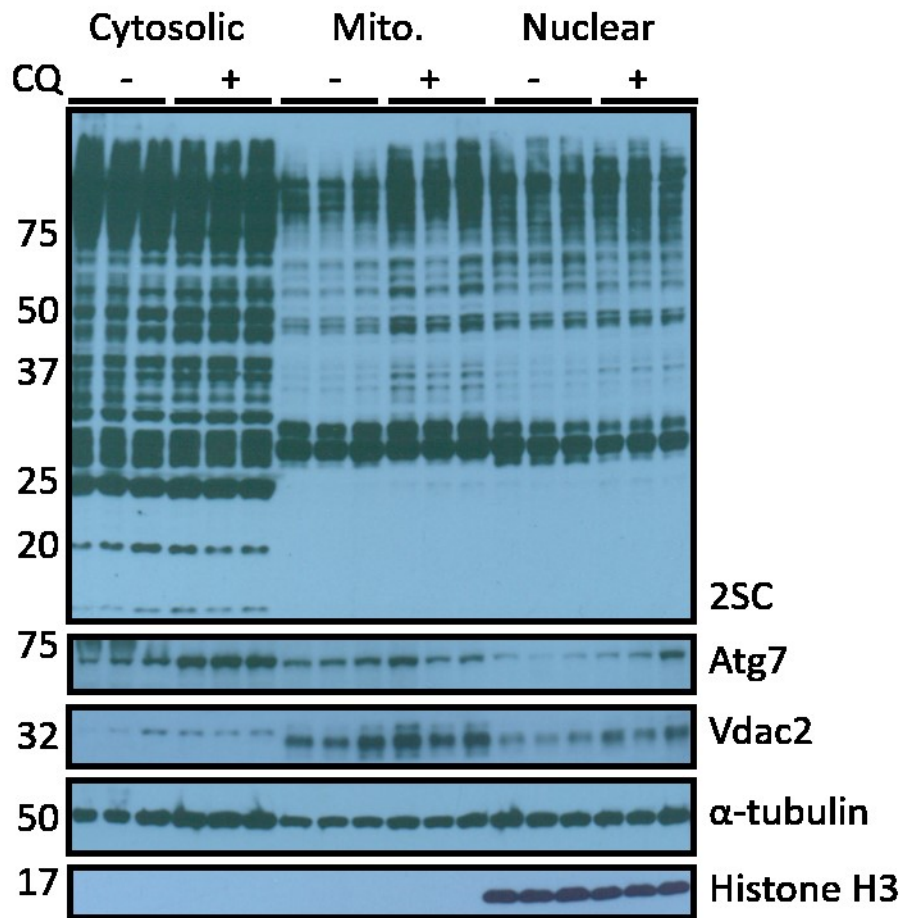 Cytosolic Mito. Nuclear
CQ - + - + - +
75
50
37
25
20
2SC
75
Atg7
32 Vdac2
50 α-tubulin
17 Histone H3